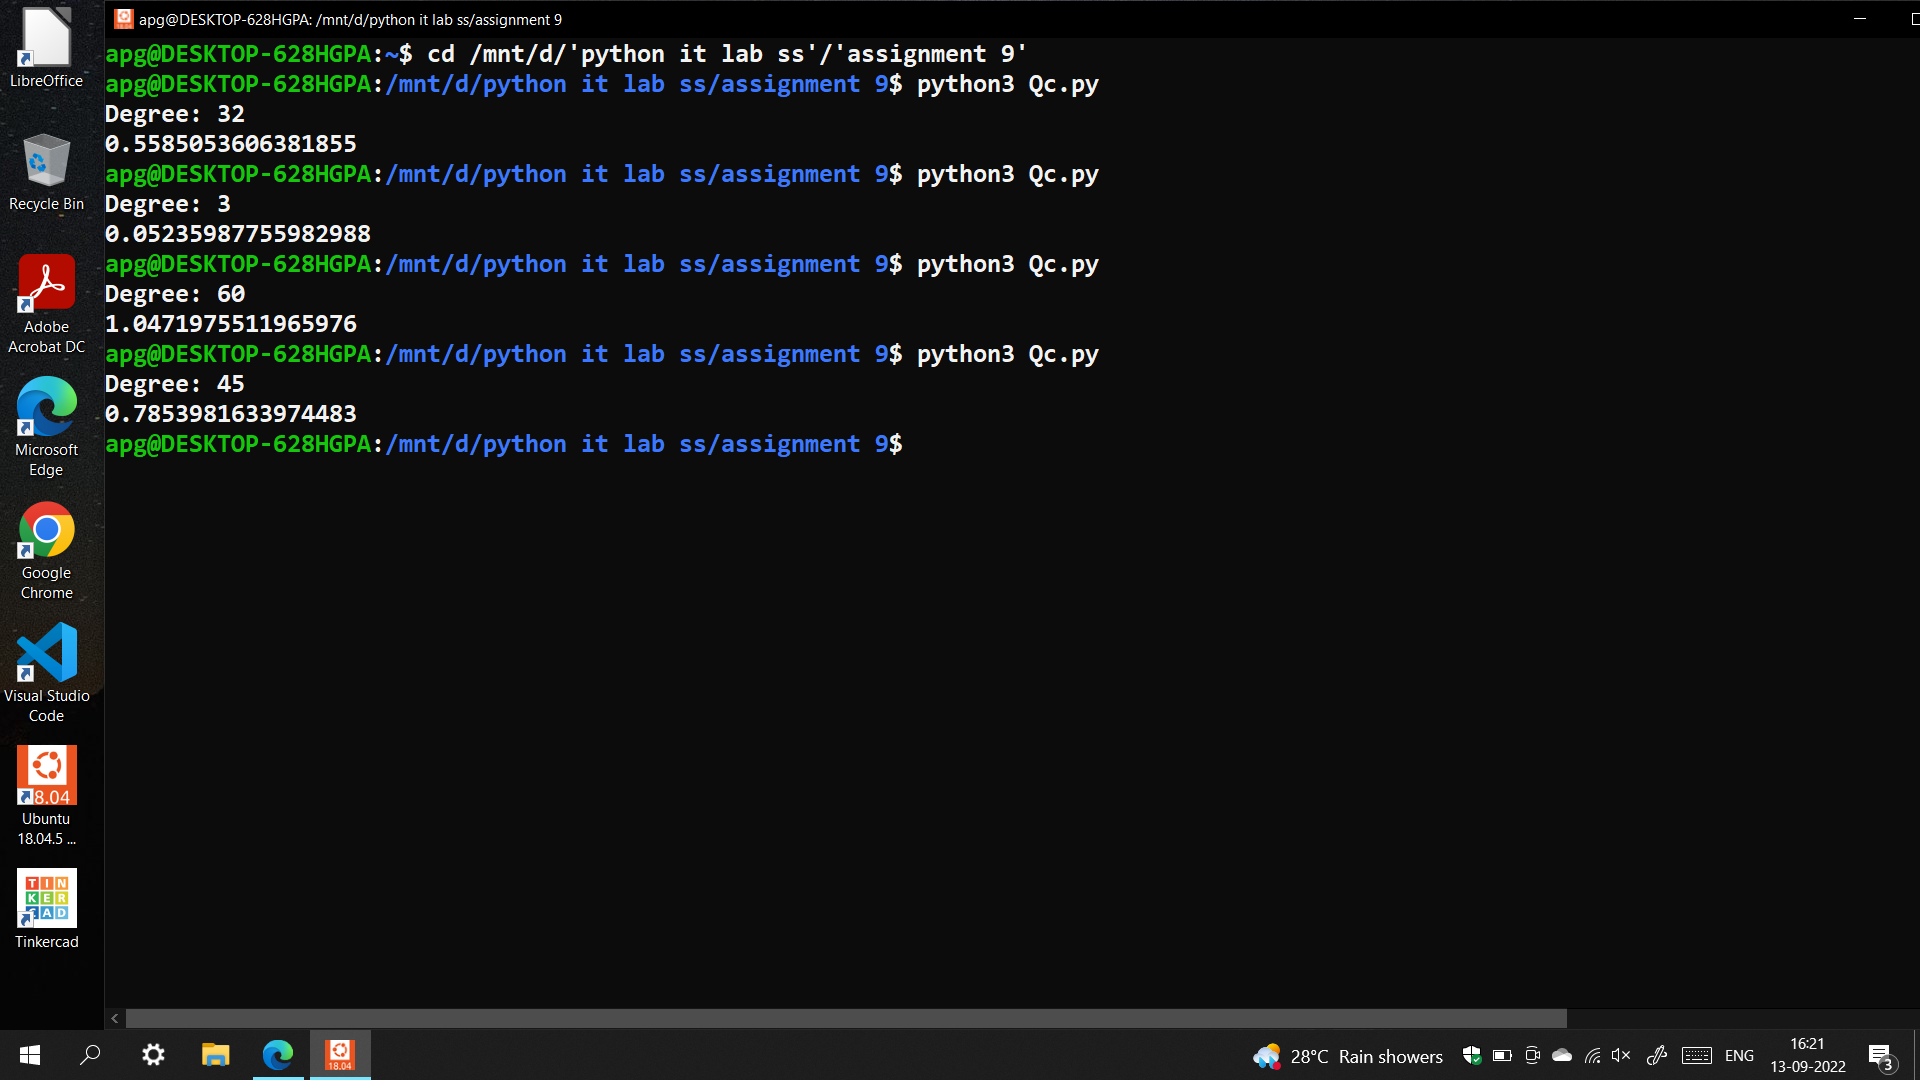 apg@DESKTOP-628HGPA: /mnt/d/python it lab ss/assignment 9
apg@DESKTOP-628HGPA:~$ cd /mnt/d/'python it lab ss'/'assignment 9'
apg@DESKTOP-628HGPA:/mnt/d/python it lab ss/assignment 9$ python3 Qc.py
Degree: 32
0.5585053606381855
apg@DESKTOP-628HGPA:/mnt/d/python it lab ss/assignment 9$ python3 Qc.py
Degree: 3
0.05235987755982988
apg@DESKTOP-628HGPA:/mnt/d/python it lab ss/assignment 9$ python3 Qc.py
Degree: 60
1.0471975511965976
apg@DESKTOP-628HGPA:/mnt/d/python it lab ss/assignment 9$ python3 Qc.py
Degree: 45
0.7853981633974483
apg@DESKTOP-628HGPA:/mnt/d/python it lab ss/assignment 9$
LibreOffice
Recycle Bin
Adobe
Acrobat DC
Microsoft
Edge
Google
Chrome
Visual Studio
Code
18.04
Ubuntu
18.04.5 ...
TINKERCAD
Tinkercad
18.04
28°C Rain showers
ENG
16:21
13-09-2022
3